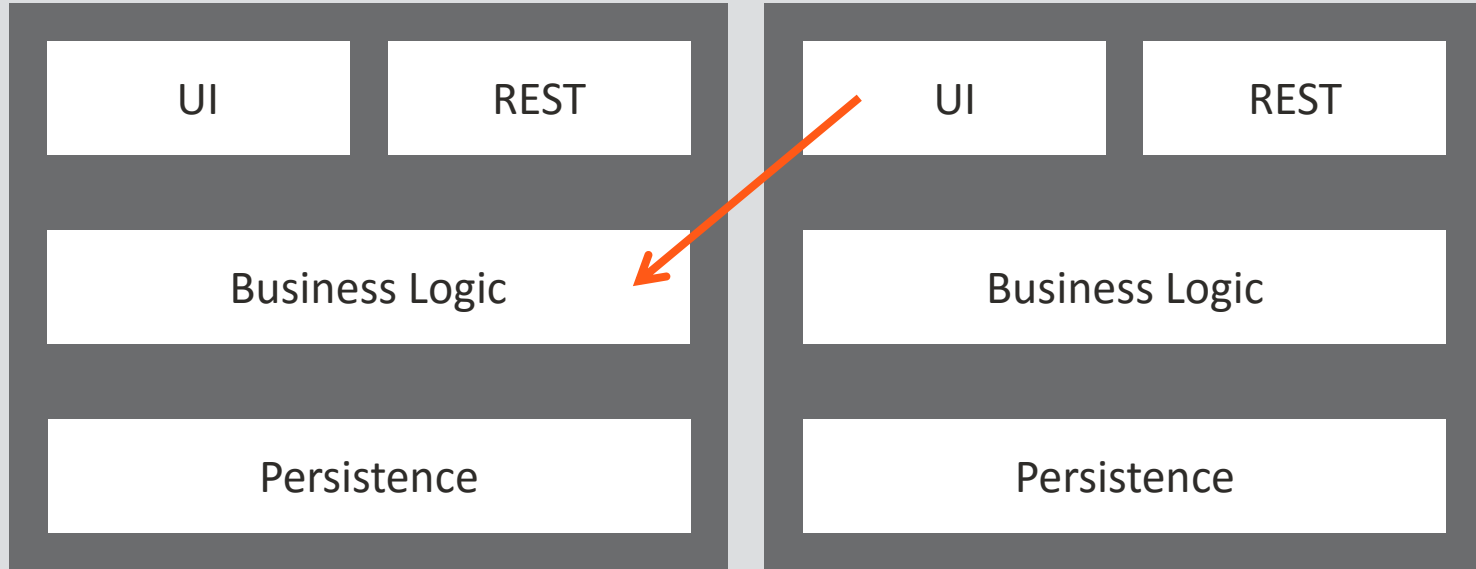 UI
REST
Business Logic
Persistence
UI
REST
Business Logic
Persistence